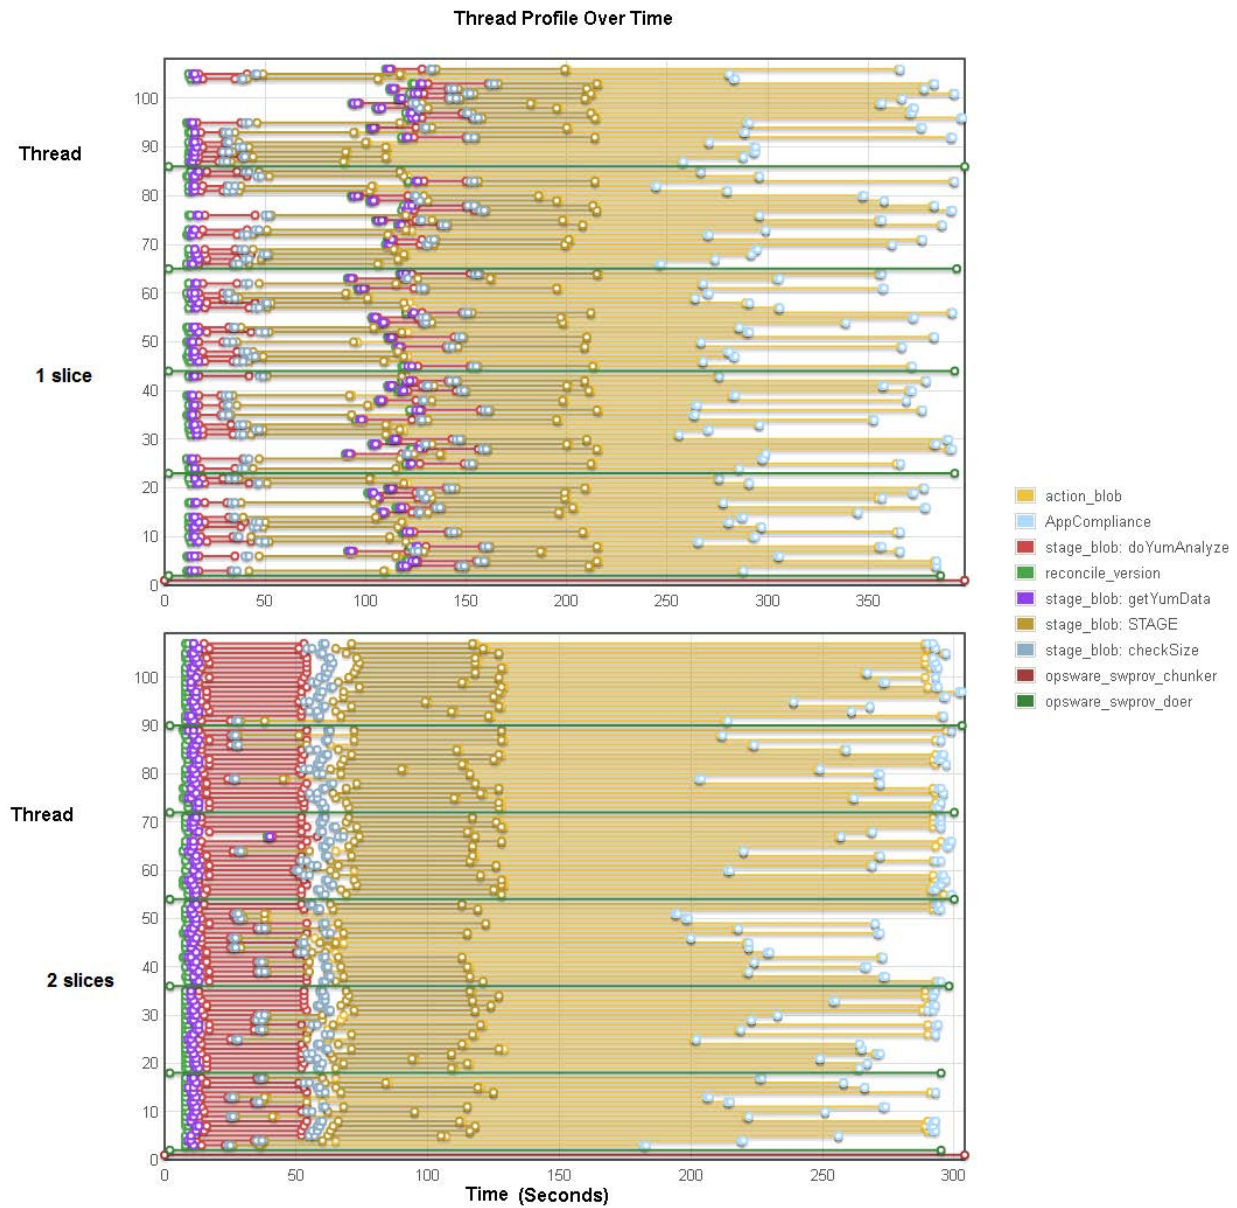 Thread Profile Over Time
100
Thread
90
80
70
60
50
1 slice
40
30
20
10
0
0 50 100 150 200 250 300 350
action_blob
AppCompliance
stage_blob: doYumAnalyze
reconcile_version
stage_blob: getYumData
stage_blob: STAGE
stage_blob: checkSize
opsware_swprov_chunker
opsware_swprov_doer
100
90
80
Thread
70
60
50
2 slices
40
30
20
10
0
0 50 100 150 200 250 300
Time (Seconds)